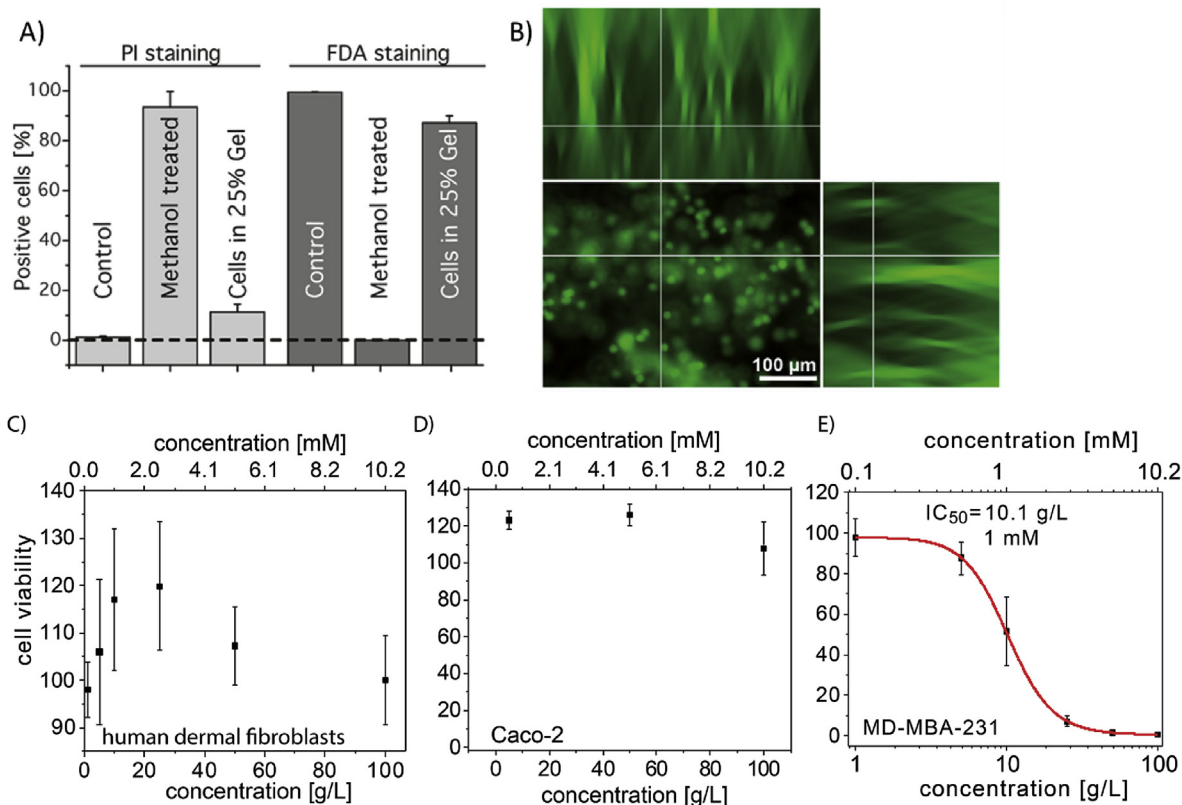 A)
PI staining
FDA staining
Positive cells [%]
100
80
60
40
20
0
Control
Methanol treated
Cells in 25% Gel
Control
Methanol treated
Cells in 25% Gel
B)
100 µm
C)
concentration [mM]
0.0 2.0 4.1 6.1 8.2 10.2
cell viability
140
130
120
110
100
90
human dermal fibroblasts
0 20 40 60 80 100
concentration [g/L]
D)
concentration [mM]
0.0 2.1 4.1 6.1 8.2 10.2
140
120
100
80
60
40
20
0
Caco-2
0 20 40 60 80 100
concentration [g/L]
E)
concentration [mM]
0.1 1 10.2
120
100
80
60
40
20
0
IC50=10.1 g/L
1 mM
MD-MBA-231
1 10 100
concentration [g/L]